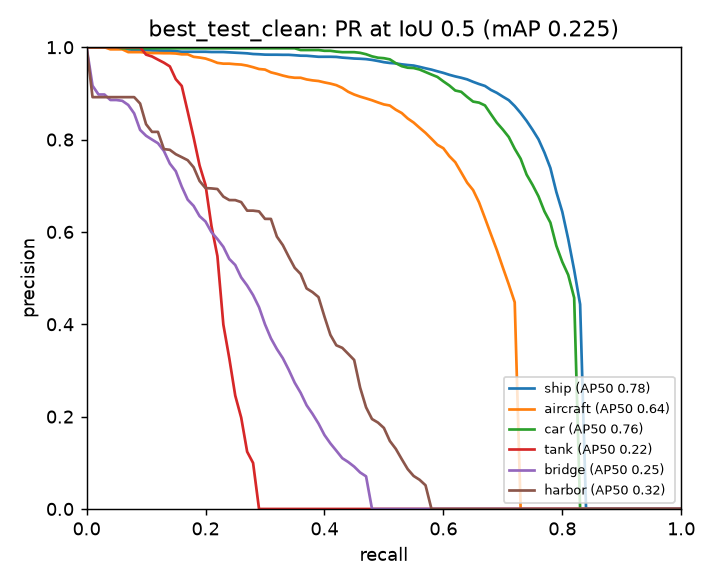 best_test_clean: PR at IoU 0.5 (mAP 0.225)
1.0
0.8
0.6
0.4
0.2
0.0
precision
0.0 0.2 0.4 0.6 0.8 1.0
recall
ship (AP50 0.78)
aircraft (AP50 0.64)
car (AP50 0.76)
tank (AP50 0.22)
bridge (AP50 0.25)
harbor (AP50 0.32)